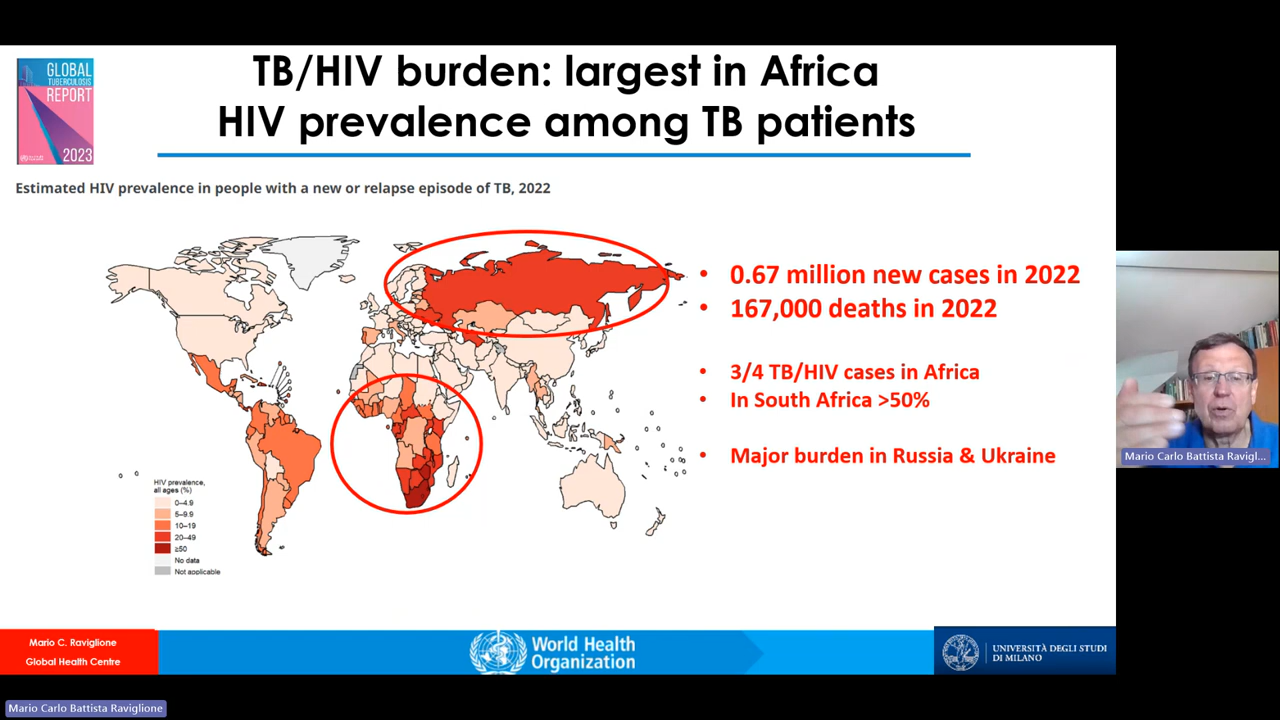 GLOBAL
TUBERCULOSIS
REPORT
2023
TB/HIV burden: largest in Africa
HIV prevalence among TB patients
Estimated HIV prevalence in people with a new or relapse episode of TB, 2022
• 0.67 million new cases in 2022
• 167,000 deaths in 2022
• 3/4 TB/HIV cases in Africa
• In South Africa >50%
• Major burden in Russia & Ukraine
HIV prevalence,
all ages (%)
0–4.9
5–9.9
10–19
20–49
≥50
No data
Not applicable
Mario C. Raviglione
Global Health Centre
World Health
Organization
UNIVERSITÀ DEGLI STUDI
DI MILANO
Mario Carlo Battista Ravigl...
Mario Carlo Battista Raviglione